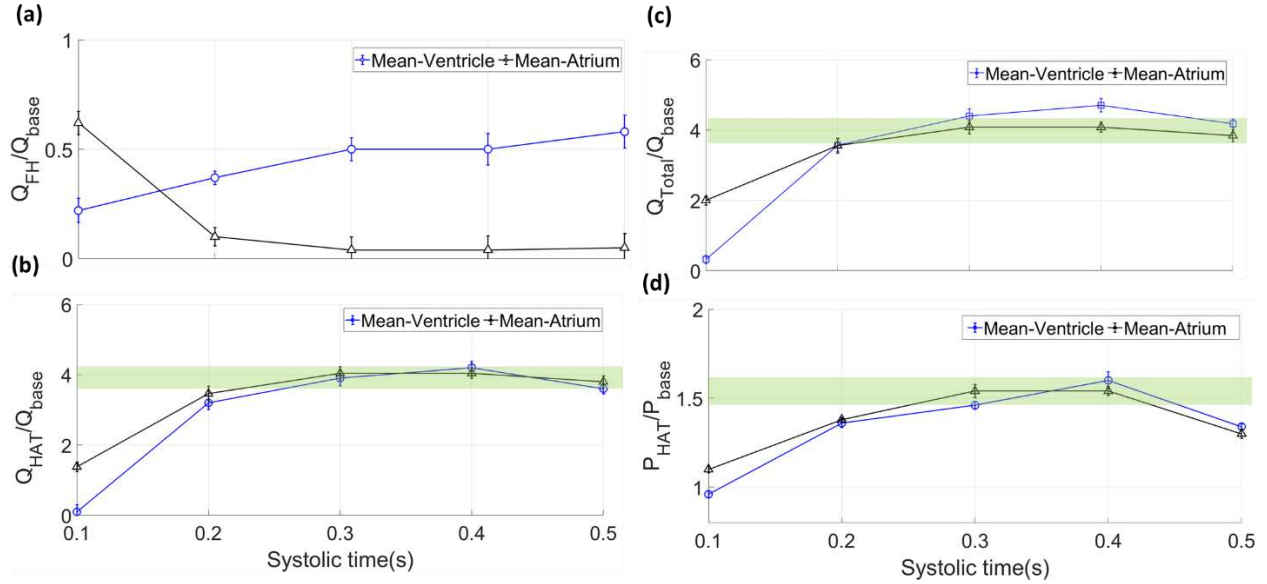 (a)
1
0.5
0
Q_FH/Q_base
Mean-Ventricle Mean-Atrium
(b)
6
4
2
0
Q_HAT/Q_base
Mean-Ventricle Mean-Atrium
0.1 0.2 0.3 0.4 0.5
Systolic time(s)
(c)
6
4
2
0
Q_Total/Q_base
Mean-Ventricle Mean-Atrium
(d)
2
1.5
1
P_HAT/P_base
Mean-Ventricle Mean-Atrium
0.1 0.2 0.3 0.4 0.5
Systolic time(s)